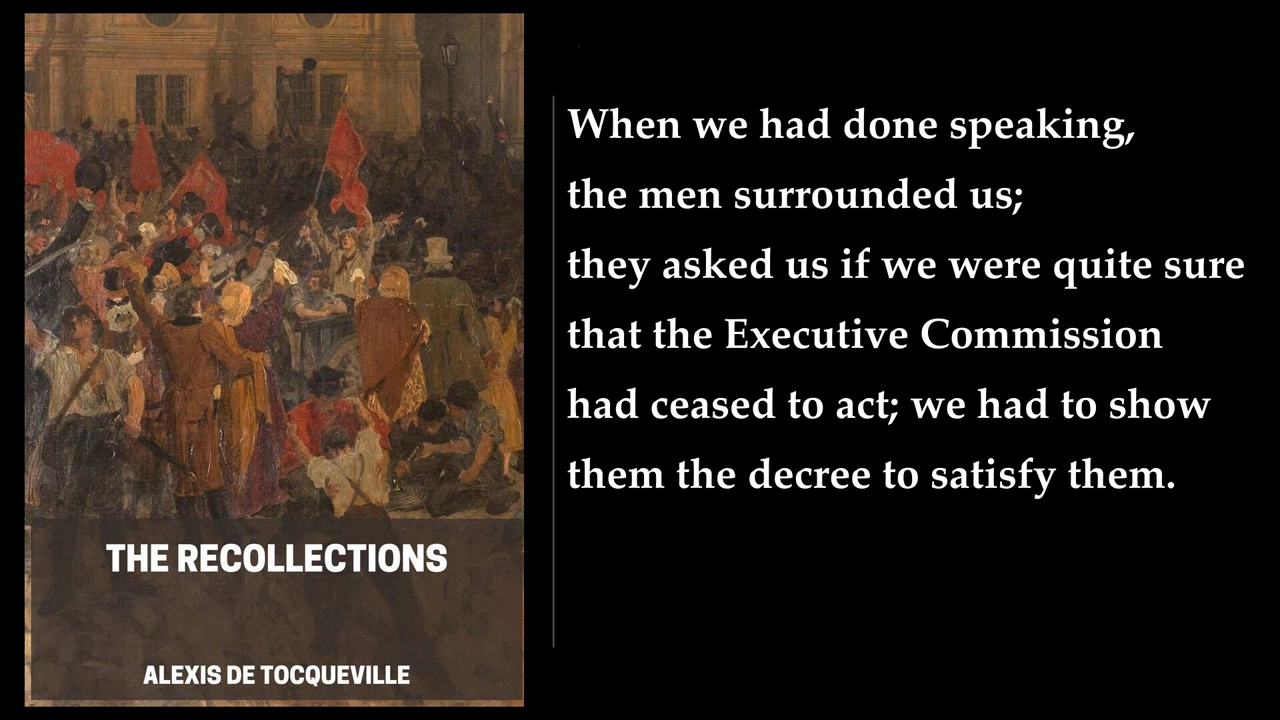 When we had done speaking,
the men surrounded us;
they asked us if we were quite sure
that the Executive Commission
had ceased to act; we had to show
them the decree to satisfy them.
THE RECOLLECTIONS
ALEXIS DE TOCQUEVILLE